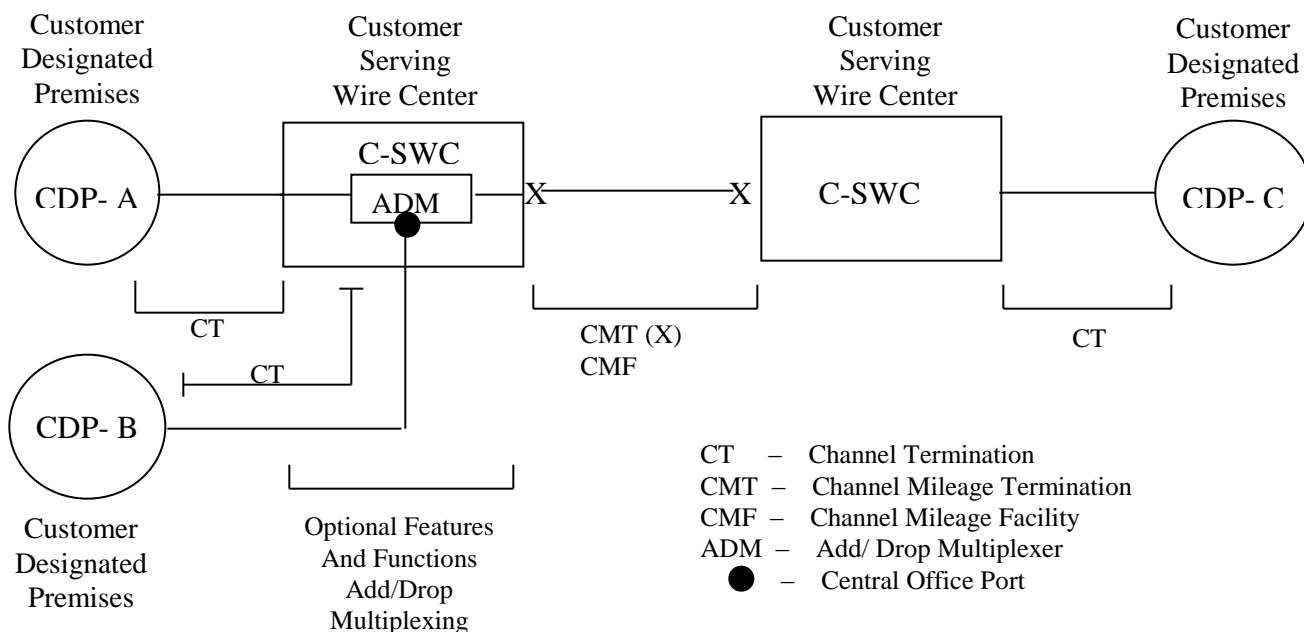 Customer
Designated
Premises
Customer
Serving
Wire Center
Customer
Serving
Wire Center
Customer
Designated
Premises
CDP- A
C-SWC
ADM
X
X
C-SWC
CDP- C
CT
CMT (X)
CMF
CT
CT
CDP- B
Customer
Designated
Premises
Optional Features
And Functions
Add/Drop
Multiplexing
CT – Channel Termination
CMT – Channel Mileage Termination
CMF – Channel Mileage Facility
ADM – Add/ Drop Multiplexer
– Central Office Port